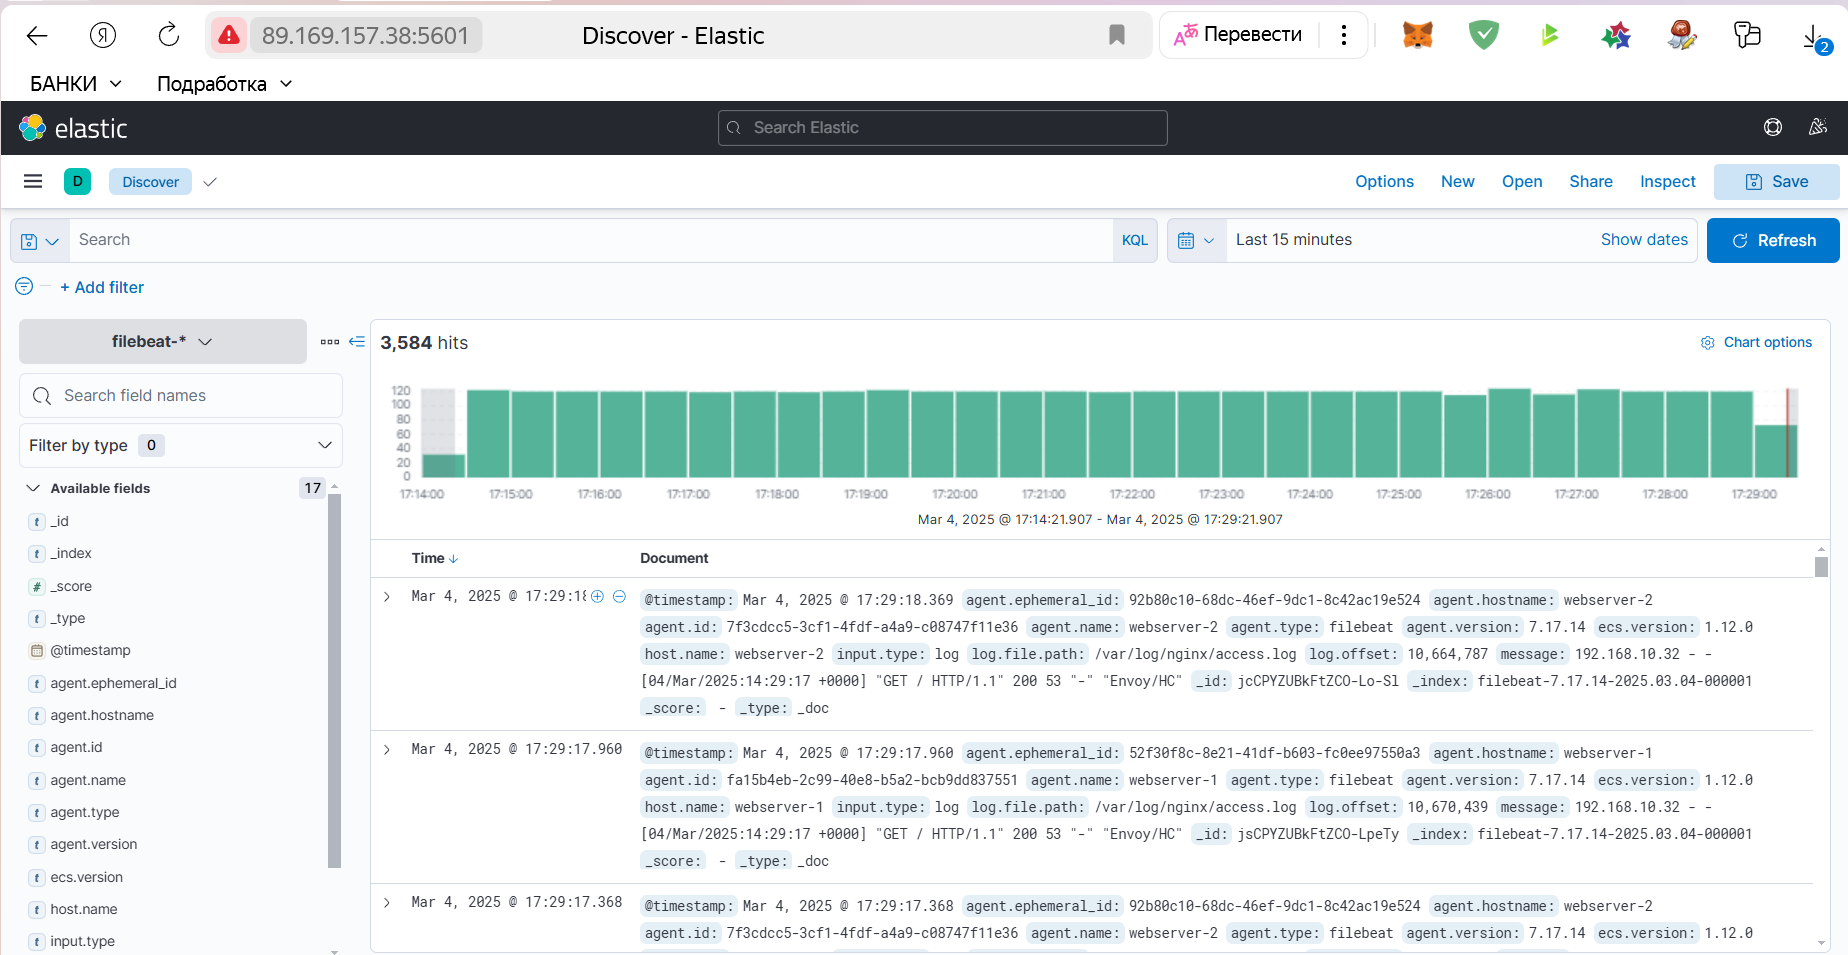 89.169.157.38:5601
Discover - Elastic
Перевести
2
БАНКИ
Подработка
elastic
Search Elastic
D
Discover
Options
New
Open
Share
Inspect
Save
Search
KQL
Last 15 minutes
Show dates
Refresh
+ Add filter
filebeat-*
Search field names
Filter by type 0
Available fields 17
t _id
t _index
# _score
t _type
@timestamp
t agent.ephemeral_id
t agent.hostname
t agent.id
t agent.name
t agent.type
t agent.version
t ecs.version
t host.name
t input.type
3,584 hits
Chart options
120
100
80
60
40
20
0
17:14:00 17:15:00 17:16:00 17:17:00 17:18:00 17:19:00 17:20:00 17:21:00 17:22:00 17:23:00 17:24:00 17:25:00 17:26:00 17:27:00 17:28:00 17:29:00
Mar 4, 2025 @ 17:14:21.907 - Mar 4, 2025 @ 17:29:21.907
Time Document
Mar 4, 2025 @ 17:29:18
@timestamp: Mar 4, 2025 @ 17:29:18.369 agent.ephemeral_id: 92b80c10-68dc-46ef-9dc1-8c42ac19e524 agent.hostname: webserver-2
agent.id: 7f3cdcc5-3cf1-4fdf-a4a9-c08747f11e36 agent.name: webserver-2 agent.type: filebeat agent.version: 7.17.14 ecs.version: 1.12.0
host.name: webserver-2 input.type: log log.file.path: /var/log/nginx/access.log log.offset: 10,664,787 message: 192.168.10.32 - -
[04/Mar/2025:14:29:17 +0000] "GET / HTTP/1.1" 200 53 "-" "Envoy/HC" _id: jcCPYZUBkFtZCO-Lo-Sl _index: filebeat-7.17.14-2025.03.04-000001
_score: - _type: _doc
Mar 4, 2025 @ 17:29:17.960
@timestamp: Mar 4, 2025 @ 17:29:17.960 agent.ephemeral_id: 52f30f8c-8e21-41df-b603-fc0ee97550a3 agent.hostname: webserver-1
agent.id: fa15b4eb-2c99-40e8-b5a2-bcb9dd837551 agent.name: webserver-1 agent.type: filebeat agent.version: 7.17.14 ecs.version: 1.12.0
host.name: webserver-1 input.type: log log.file.path: /var/log/nginx/access.log log.offset: 10,670,439 message: 192.168.10.32 - -
[04/Mar/2025:14:29:17 +0000] "GET / HTTP/1.1" 200 53 "-" "Envoy/HC" _id: jsCPYZUBkFtZCO-LpeTy _index: filebeat-7.17.14-2025.03.04-000001
_score: - _type: _doc
Mar 4, 2025 @ 17:29:17.368
@timestamp: Mar 4, 2025 @ 17:29:17.368 agent.ephemeral_id: 92b80c10-68dc-46ef-9dc1-8c42ac19e524 agent.hostname: webserver-2
agent.id: 7f3cdcc5-3cf1-4fdf-a4a9-c08747f11e36 agent.name: webserver-2 agent.type: filebeat agent.version: 7.17.14 ecs.version: 1.12.0